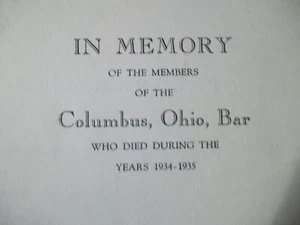 IN MEMORY
OF THE MEMBERS
OF THE
Columbus, Ohio, Bar
WHO DIED DURING THE
YEARS 1934-1935